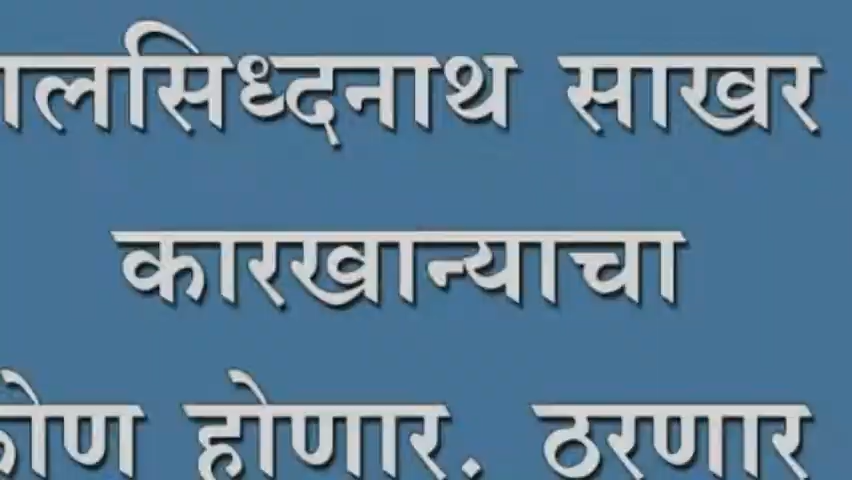 ालसिध्दनाथ साखर
कारखान्याचा
कोण होणार. ठरणार